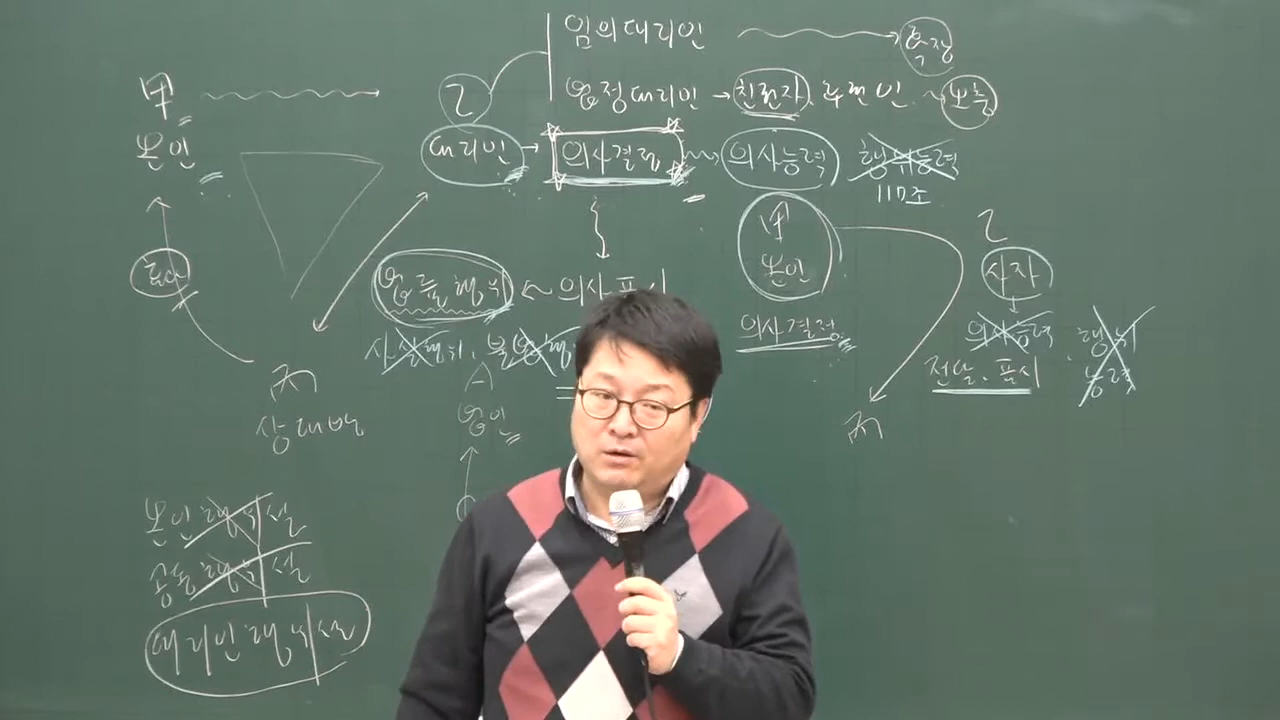 임의대리인 확장
법정대리인 → 친권자. 후견인 ~ 보충
甲 乙
본인
대리인 → 의사결정 의사능력 행위능력
117조
甲 乙
본인 사자
법률행위 의사표시
사실행위. 불법행
의사결정 의사능력. 행위능력
전달. 표시
丙 丙
상대방
A
법인
본인행위설
공동행위설
대리인행위설